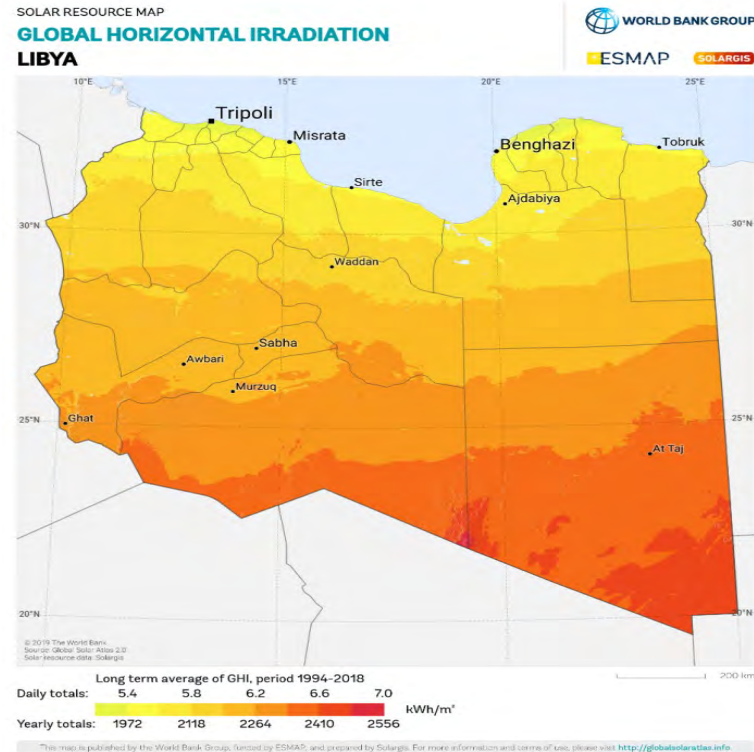 SOLAR RESOURCE MAP
GLOBAL HORIZONTAL IRRADIATION
LIBYA
WORLD BANK GROUP
ESMAP
SOLARGIS
10°E
15°E
20°E
25°E
Tripoli
Misrata
Benghazi
Tobruk
Sirte
Ajdabiya
30°N
30°N
Waddan
Sabha
Awbari
Murzuq
Ghat
25°N
25°N
At Taj
20°N
20°N
© 2019 The World Bank
Source: Global Solar Atlas 2.0
Solar resource data: Solargis
200 km
Long term average of GHI, period 1994-2018
Daily totals: 5.4 5.8 6.2 6.6 7.0
kWh/m²
Yearly totals: 1972 2118 2264 2410 2556
This map is published by the World Bank Group, funded by ESMAP, and prepared by Solargis. For more information and terms of use, please visit http://globalsolaratlas.info.